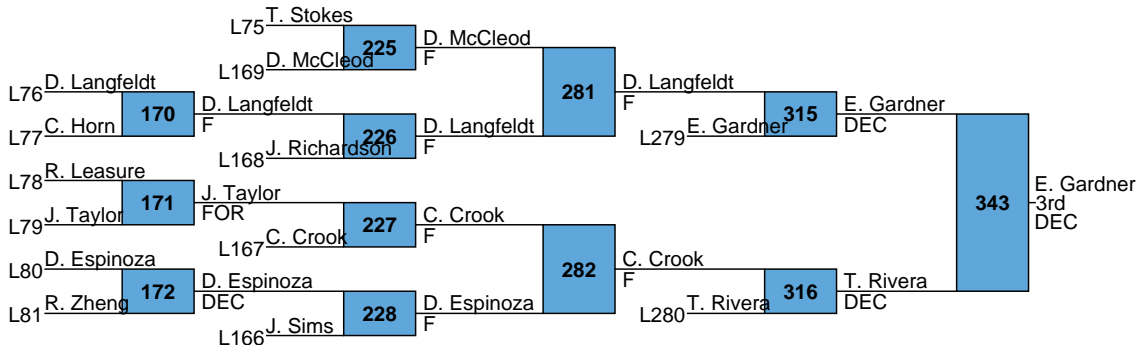 L75 T. Stokes
225
D. McCleod
F
L169 D. McCleod
281
D. Langfeldt
F
L76 D. Langfeldt
170
D. Langfeldt
F
L77 C. Horn
226
D. Langfeldt
F
L168 J. Richardson
315
E. Gardner
DEC
L279 E. Gardner
L78 R. Leasure
171
J. Taylor
FOR
L79 J. Taylor
227
C. Crook
F
L167 C. Crook
343
E. Gardner
3rd
DEC
L80 D. Espinoza
172
D. Espinoza
DEC
L81 R. Zheng
282
C. Crook
F
228
D. Espinoza
F
L166 J. Sims
316
T. Rivera
DEC
L280 T. Rivera